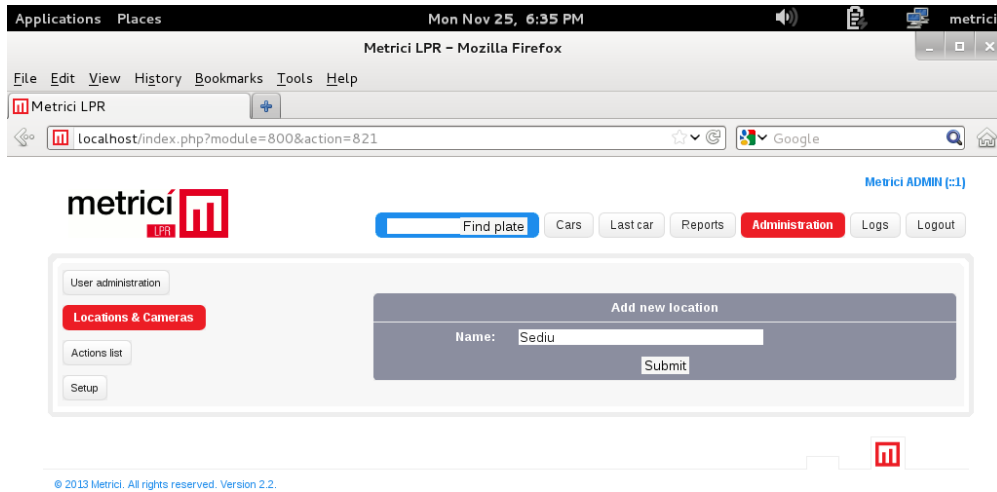 Applications Places Mon Nov 25, 6:35 PM metrici
Metrici LPR - Mozilla Firefox
File Edit View History Bookmarks Tools Help
Metrici LPR
localhost/index.php?module=800&action=821 Google
Metrici ADMIN (::1)
metricí
LPR
Find plate Cars Last car Reports Administration Logs Logout
User administration
Locations & Cameras
Actions list
Setup
Add new location
Name: Sediu
Submit
© 2013 Metrici. All rights reserved. Version 2.2.